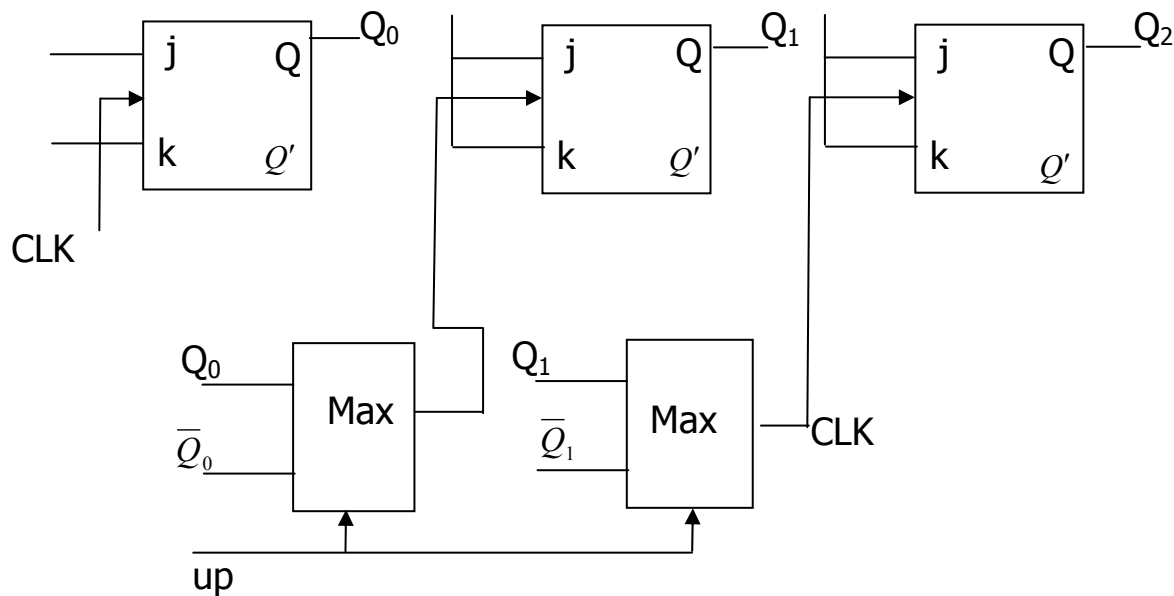 j Q Q₀
k Q'
CLK
j Q Q₁
k Q'
j Q Q₂
k Q'
Q₀
Q̅₀
Max
Q₁
Q̅₁
Max
CLK
up